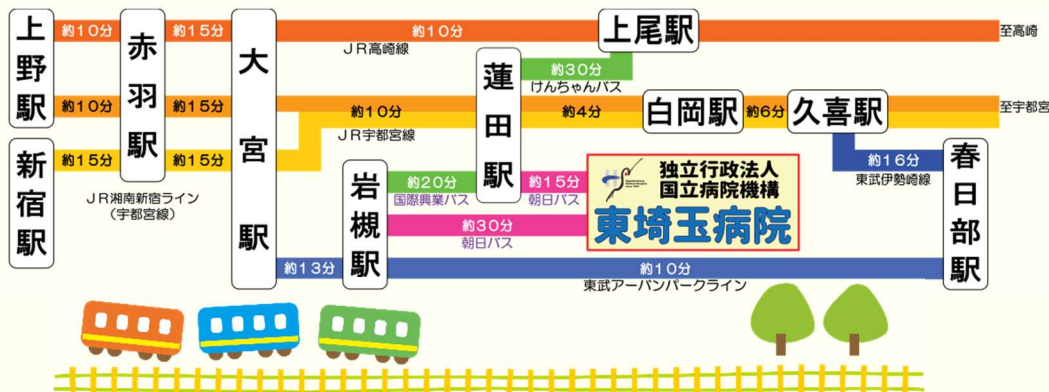 上野駅
約10分
赤羽駅
約15分
大宮駅
約10分
JR高崎線
上尾駅
至高崎
約30分
けんちゃんバス
蓮田駅
約10分
約15分
約10分
JR宇都宮線
約4分
白岡駅
約6分
久喜駅
至宇都宮
新宿駅
約15分
約15分
JR湘南新宿ライン
(宇都宮線)
岩槻駅
約20分
国際興業バス
約15分
朝日バス
約30分
朝日バス
独立行政法人
国立病院機構
東埼玉病院
約16分
東武伊勢崎線
春日部駅
約13分
約10分
東武アーバンパークライン